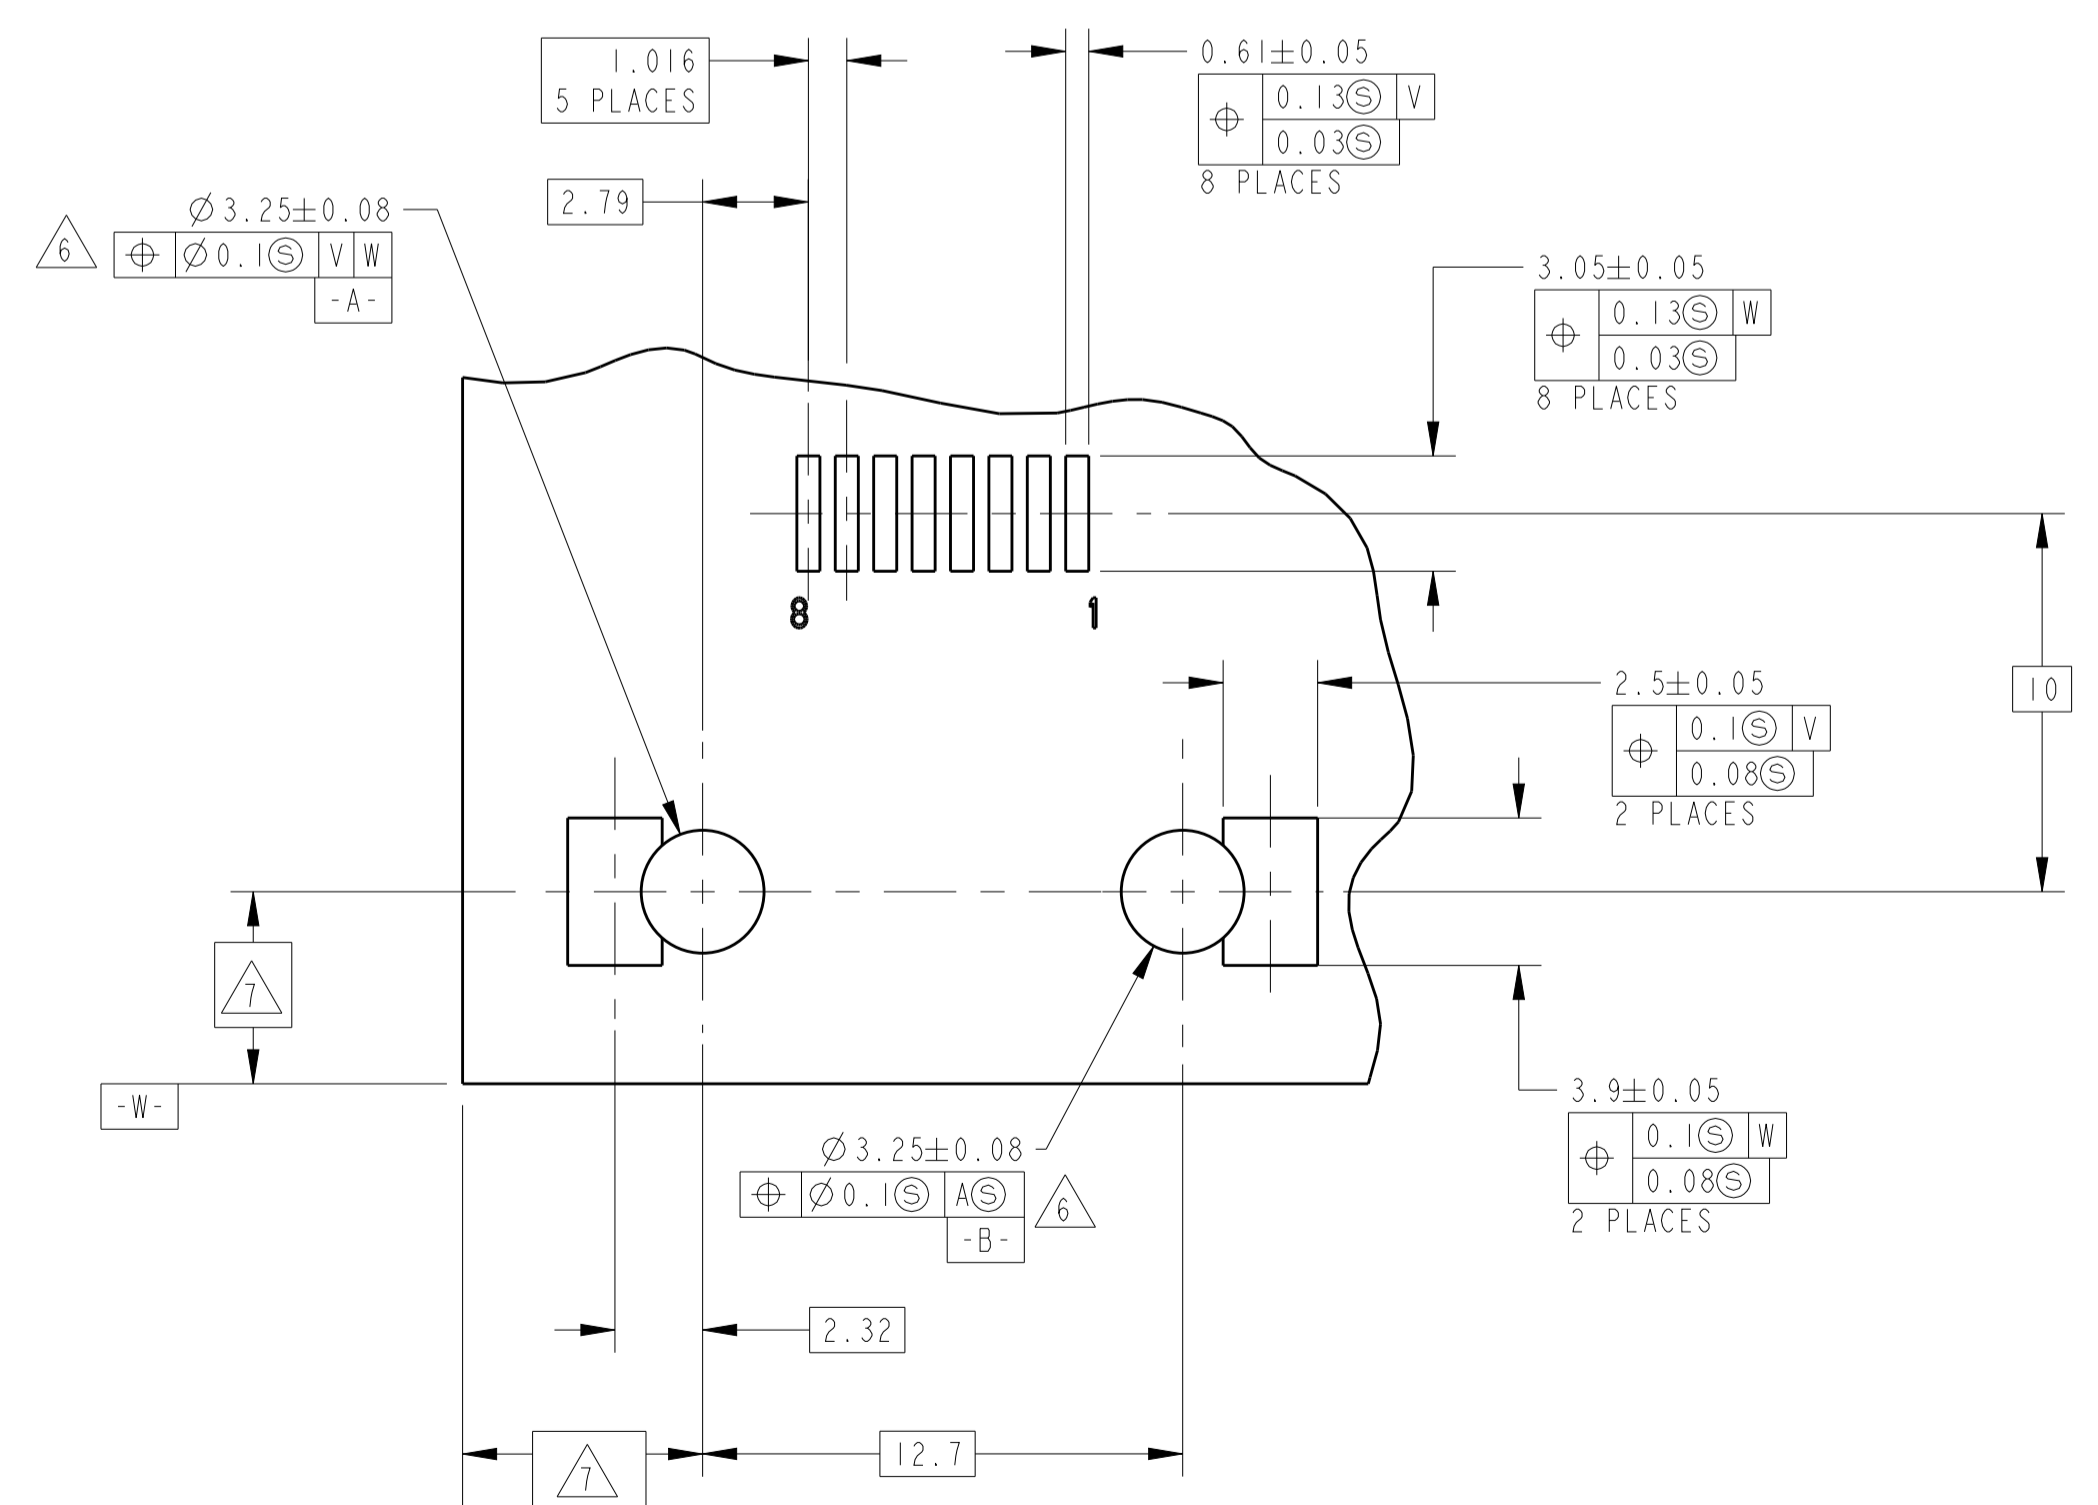 1.016
5 PLACES
0.61±0.05
0.13Ⓢ V
0.03Ⓢ
8 PLACES
2.79
6
Ø3.25±0.08
Ø0.1Ⓢ V W
-A-
3.05±0.05
0.13Ⓢ W
0.03Ⓢ
8 PLACES
8 1
2.5±0.05
0.1Ⓢ V
0.08Ⓢ
2 PLACES
10
7
-W-
3.9±0.05
0.1Ⓢ W
0.08Ⓢ
2 PLACES
Ø3.25±0.08
Ø0.1Ⓢ AⓈ
6
-B-
2.32
7
12.7